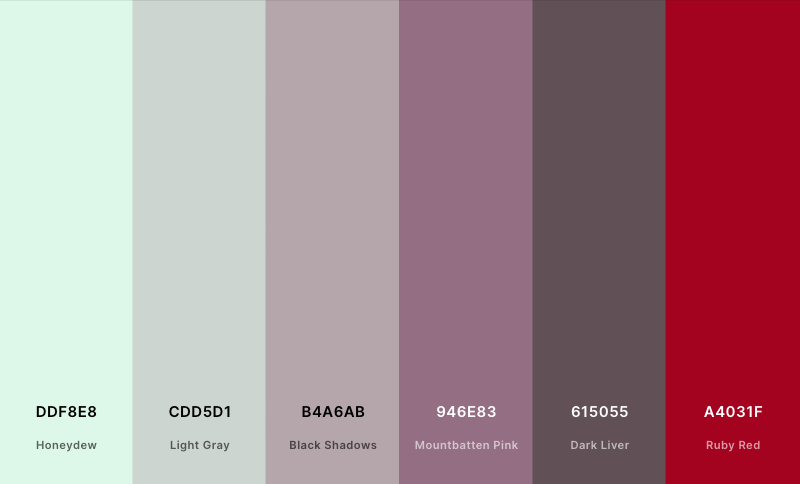 DDF8E8 CDD5D1 B4A6AB 946E83 615055 A4031F
Honeydew Light Gray Black Shadows Mountbatten Pink Dark Liver Ruby Red